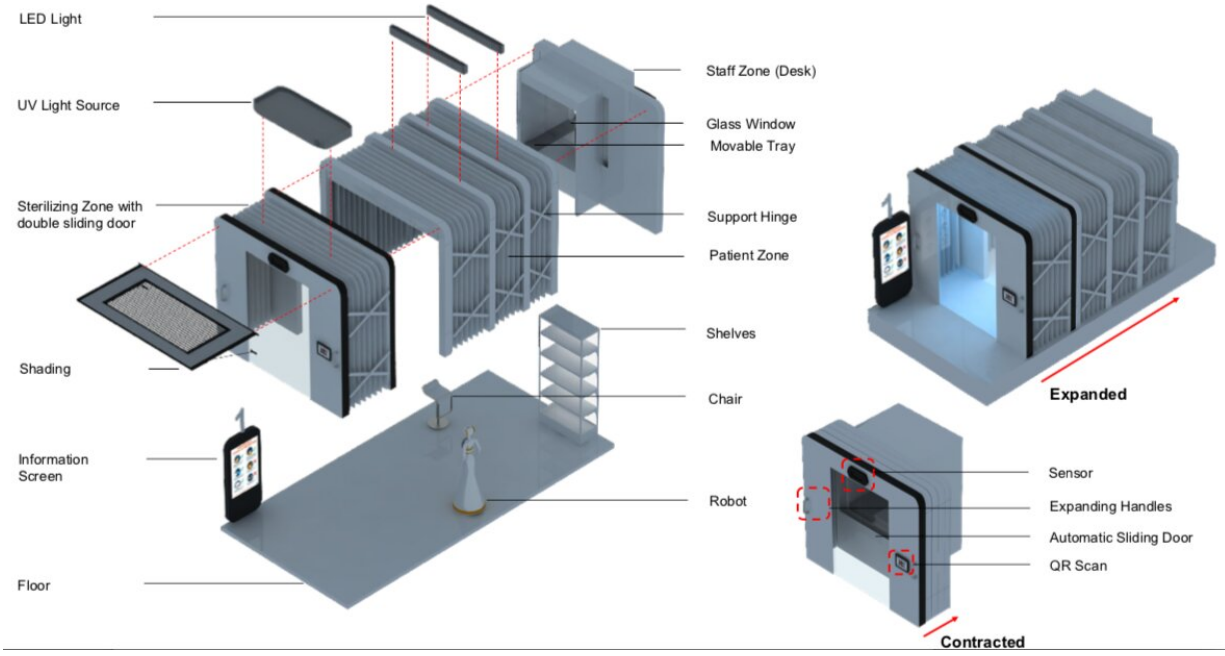 LED Light
UV Light Source
Sterilizing Zone with
double sliding door
Shading
Information
Screen
Floor
Staff Zone (Desk)
Glass Window
Movable Tray
Support Hinge
Patient Zone
Shelves
Chair
Robot
1
1
Expanded
Sensor
Expanding Handles
Automatic Sliding Door
QR Scan
Contracted